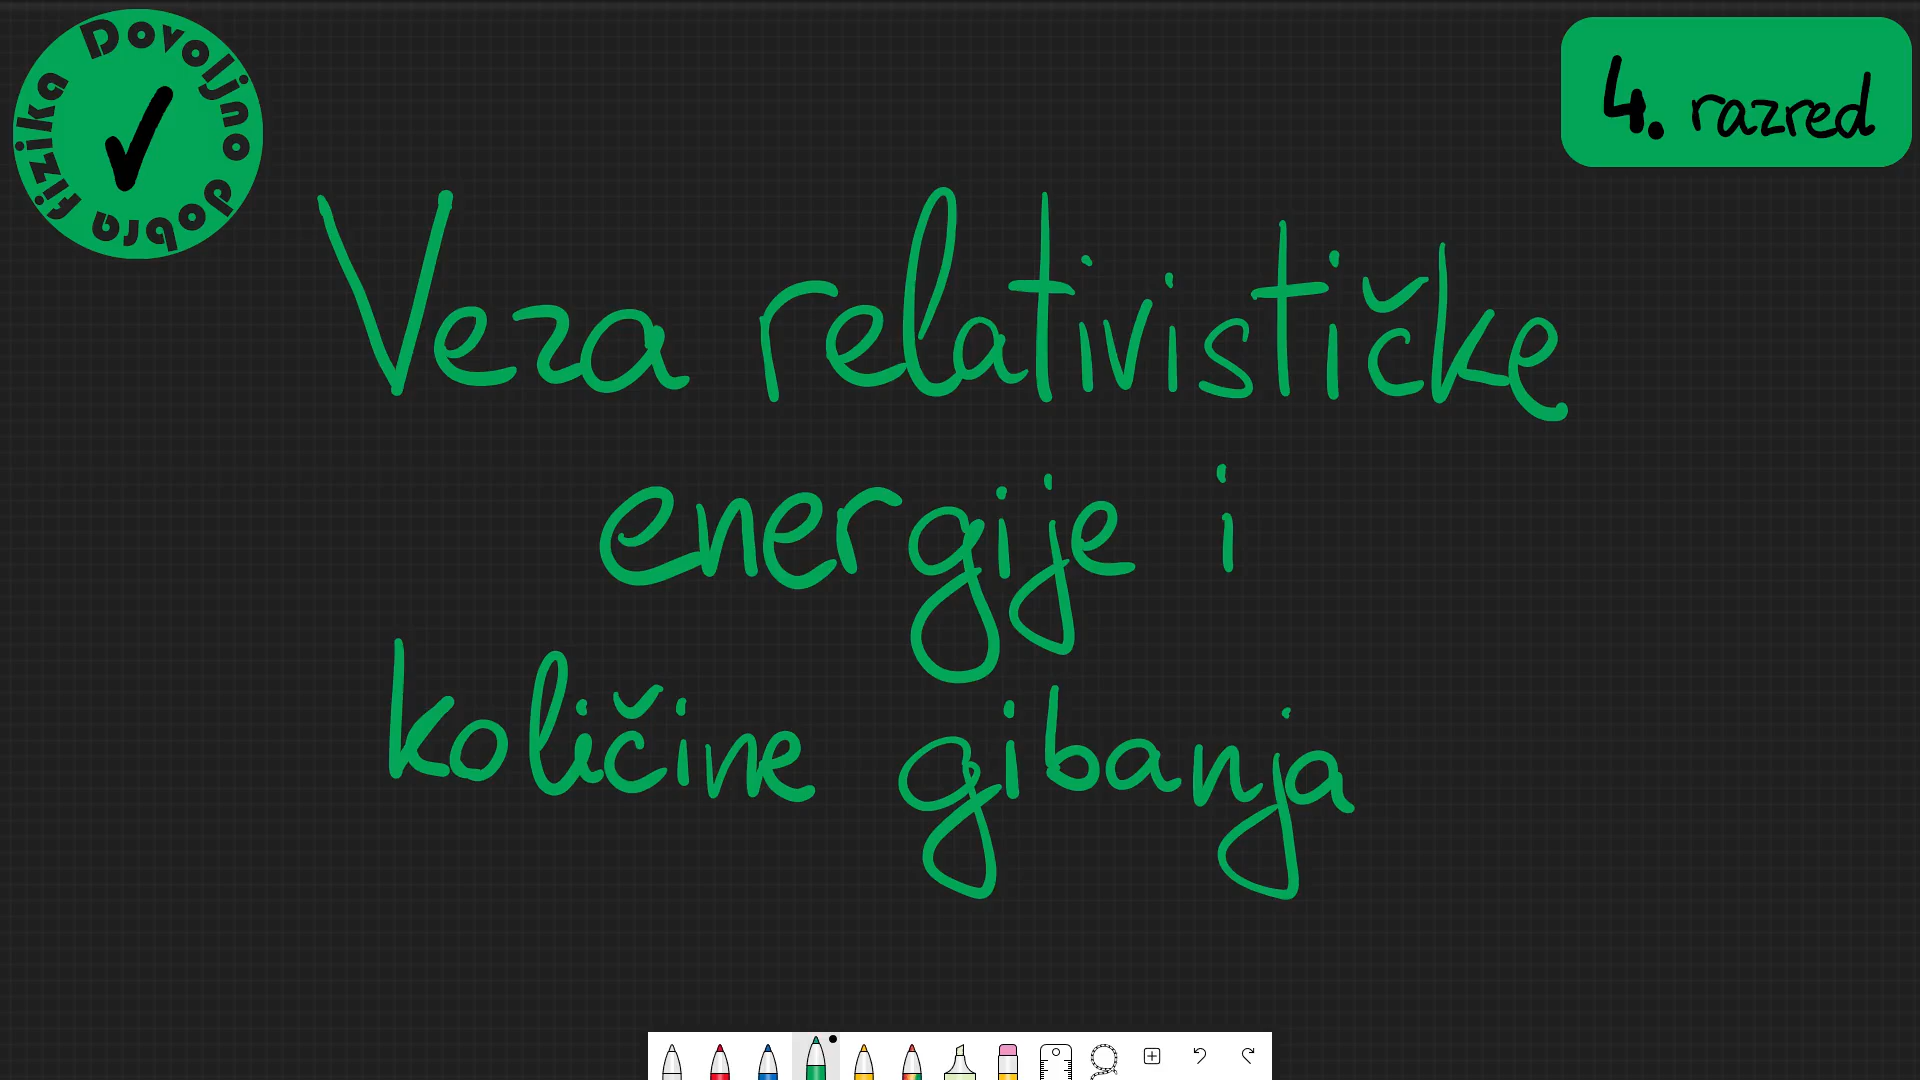 Dovoljno dobra fizika
4. razred
Veza relativističke
energije i
količine gibanja